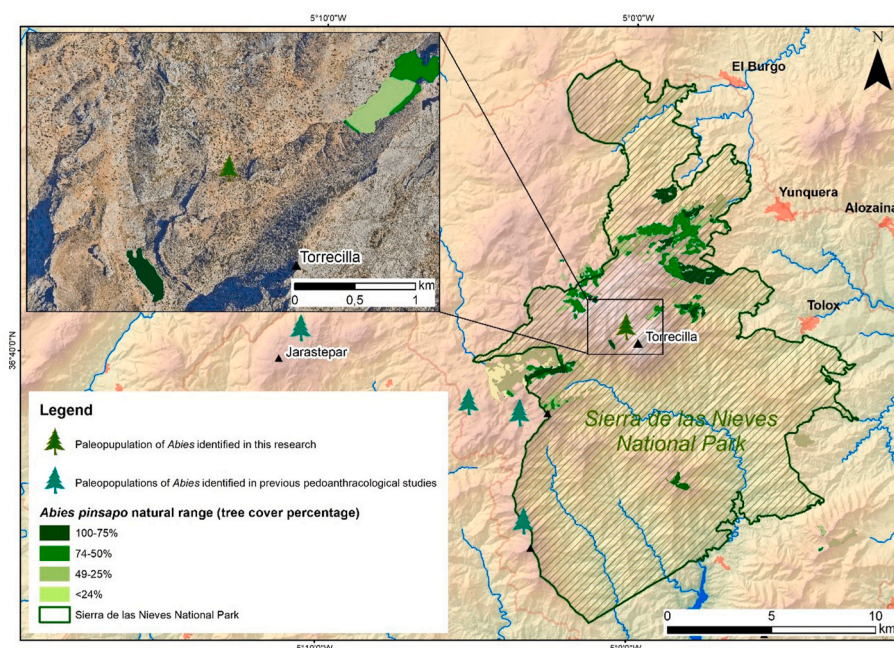 5°10'0"W
5°0'0"W
N
El Burgo
Yunquera
Alozaina
Torrecilla
0
0,5
1
km
Tolox
Torrecilla
Jarastepar
36°40'0"N
36°40'0"N
Sierra de las Nieves
National Park
Legend
Paleopupulation of Abies identified in this research
Paleopopulations of Abies identified in previous pedoanthracological studies
Abies pinsapo natural range (tree cover percentage)
100-75%
74-50%
49-25%
<24%
Sierra de las Nieves National Park
0
5
10
km
5°10'0"W
5°0'0"W